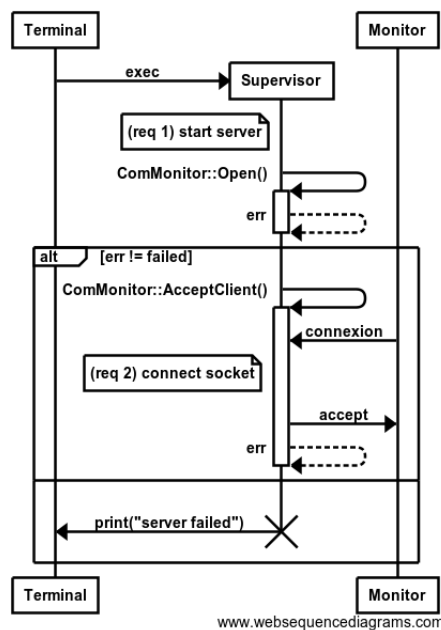 Terminal
Monitor
exec
Supervisor
(req 1) start server
ComMonitor::Open()
err
alt
[err != failed]
ComMonitor::AcceptClient()
connexion
(req 2) connect socket
accept
err
print("server failed")
Terminal
Monitor
www.websequencediagrams.com